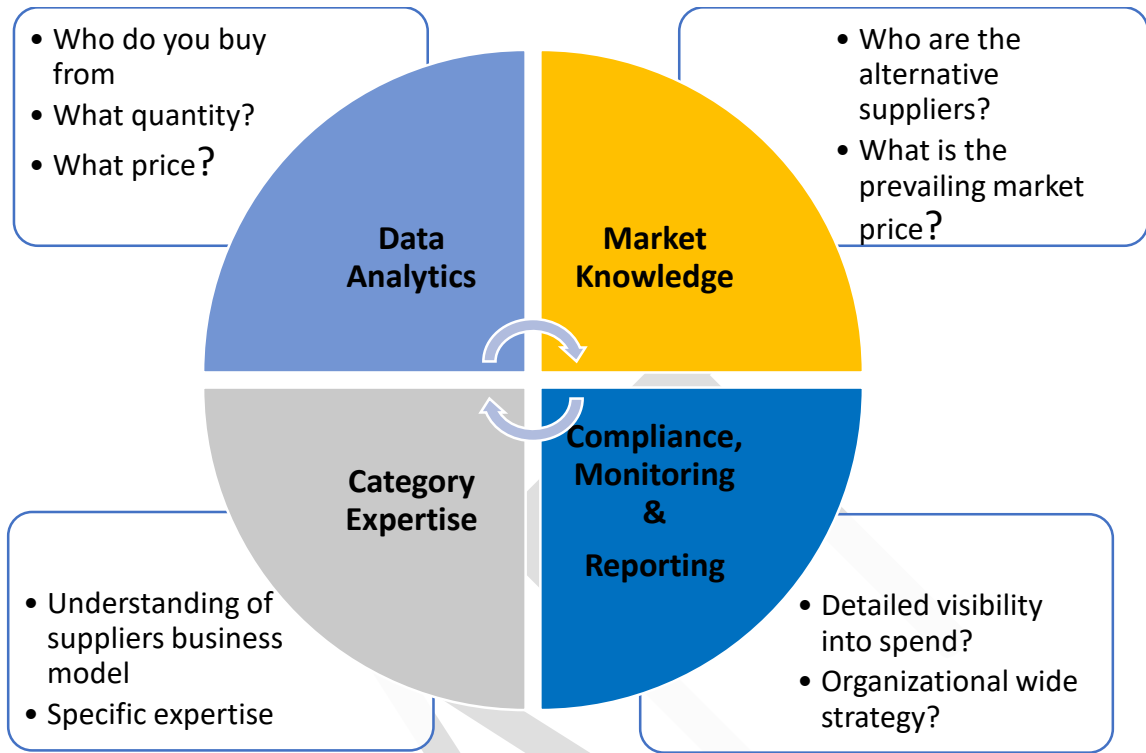 • Who do you buy
from
• What quantity?
• What price?
• Who are the
alternative
suppliers?
• What is the
prevailing market
price?
Data
Analytics
Market
Knowledge
Category
Expertise
Compliance,
Monitoring
&
Reporting
• Understanding of
suppliers business
model
• Specific expertise
• Detailed visibility
into spend?
• Organizational wide
strategy?